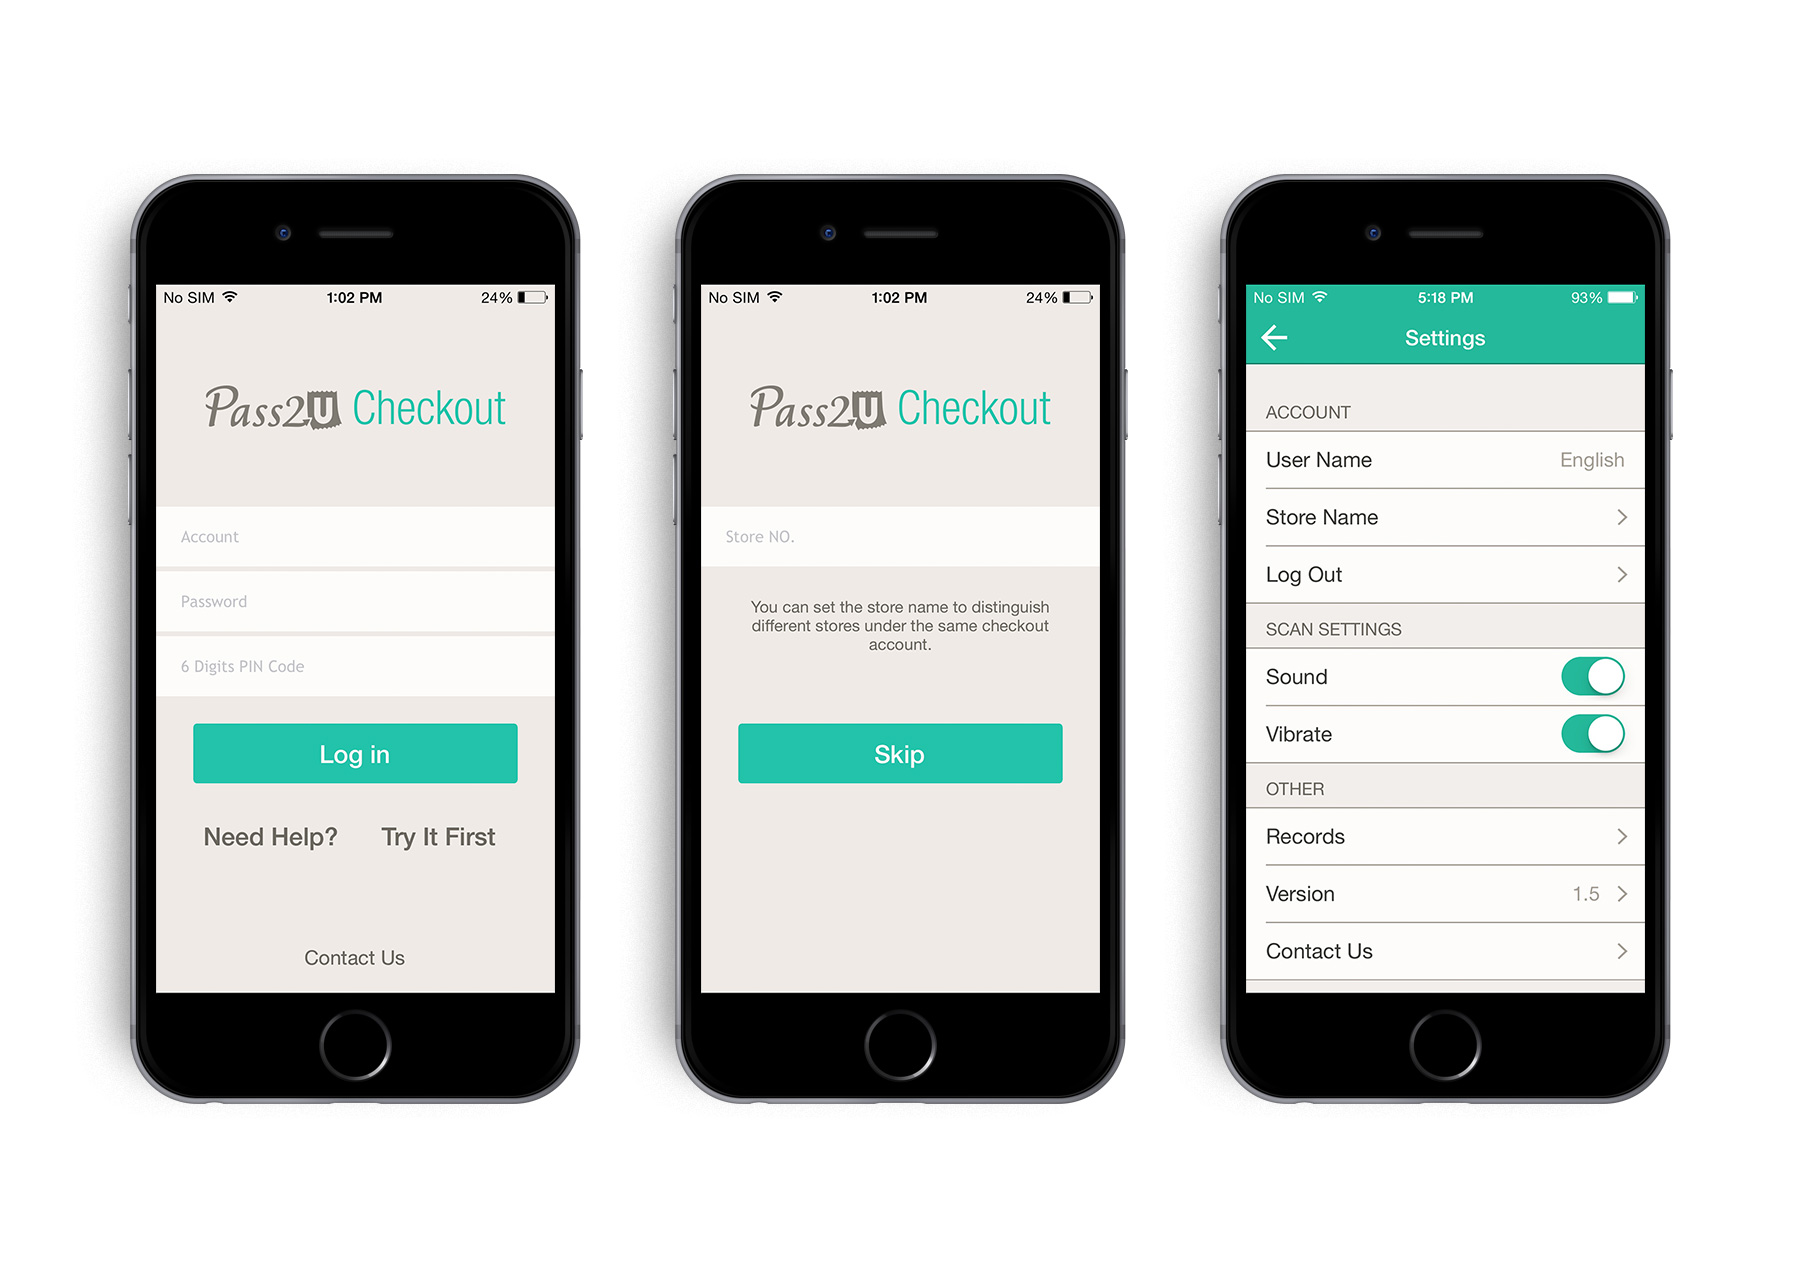 No SIM 1:02 PM 24%
Pass2U Checkout
Account
Password
6 Digits PIN Code
Log in
Need Help? Try It First
Contact Us
No SIM 1:02 PM 24%
Pass2U Checkout
Store NO.
You can set the store name to distinguish
different stores under the same checkout
account.
Skip
No SIM 5:18 PM 93%
Settings
ACCOUNT
User Name English
Store Name
Log Out
SCAN SETTINGS
Sound
Vibrate
OTHER
Records
Version 1.5
Contact Us